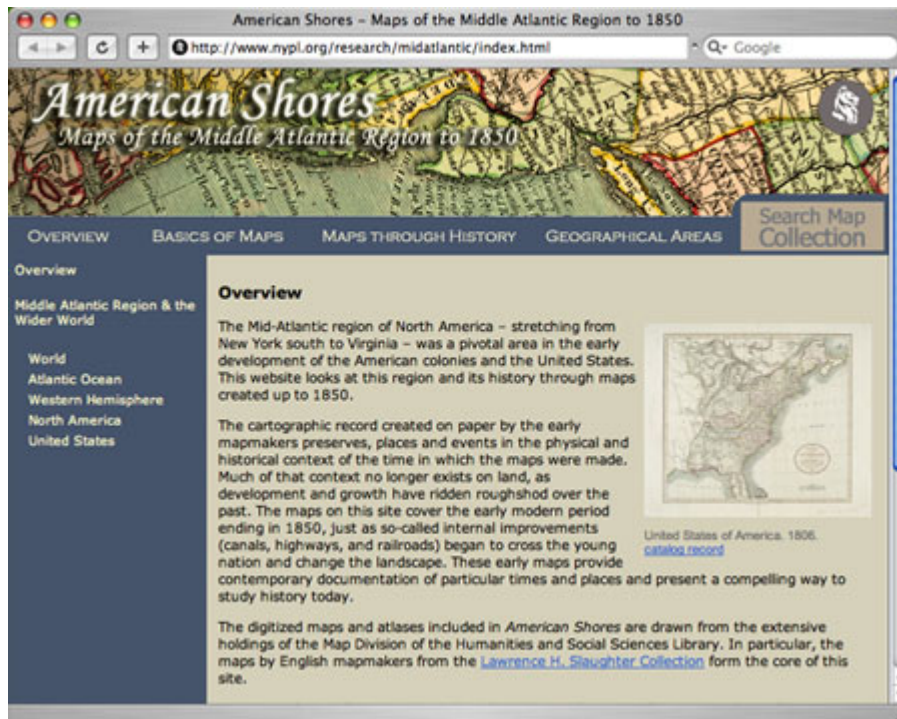 American Shores – Maps of the Middle Atlantic Region to 1850
http://www.nypl.org/research/midatlantic/index.html
Google
American Shores
Maps of the Middle Atlantic Region to 1850
OVERVIEW
BASICS OF MAPS
MAPS THROUGH HISTORY
GEOGRAPHICAL AREAS
Search Map
Collection
Overview
Middle Atlantic Region & the
Wider World
World
Atlantic Ocean
Western Hemisphere
North America
United States
Overview
The Mid-Atlantic region of North America – stretching from
New York south to Virginia – was a pivotal area in the early
development of the American colonies and the United States.
This website looks at this region and its history through maps
created up to 1850.
The cartographic record created on paper by the early
mapmakers preserves, places and events in the physical and
historical context of the time in which the maps were made.
Much of that context no longer exists on land, as
development and growth have ridden roughshod over the
past. The maps on this site cover the early modern period
ending in 1850, just as so-called internal improvements
(canals, highways, and railroads) began to cross the young
nation and change the landscape. These early maps provide
contemporary documentation of particular times and places and present a compelling way to
study history today.
United States of America. 1806.
catalog record
The digitized maps and atlases included in American Shores are drawn from the extensive
holdings of the Map Division of the Humanities and Social Sciences Library. In particular, the
maps by English mapmakers from the Lawrence H. Slaughter Collection form the core of this
site.